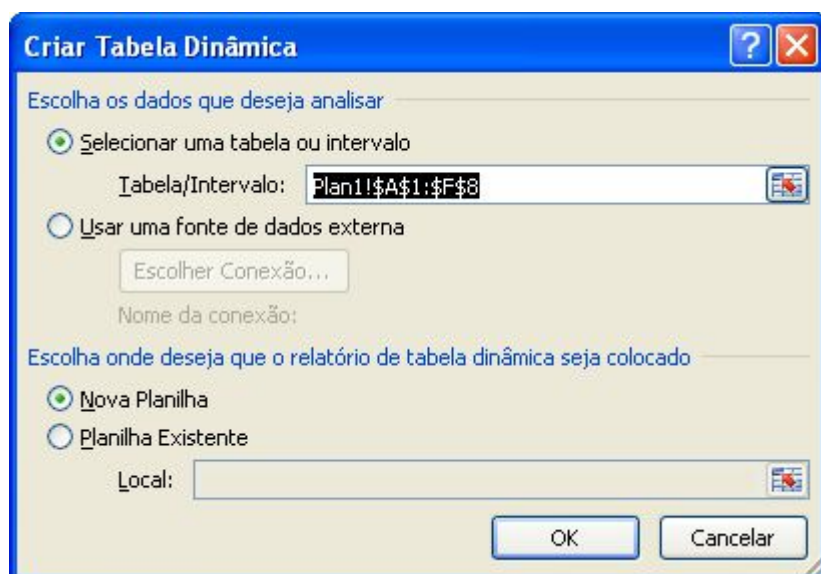 Criar Tabela Dinâmica
Escolha os dados que deseja analisar
Selecionar uma tabela ou intervalo
Tabela/Intervalo: Plan1!$A$1:$F$8
Usar uma fonte de dados externa
Escolher Conexão...
Nome da conexão:
Escolha onde deseja que o relatório de tabela dinâmica seja colocado
Nova Planilha
Planilha Existente
Local:
OK Cancelar